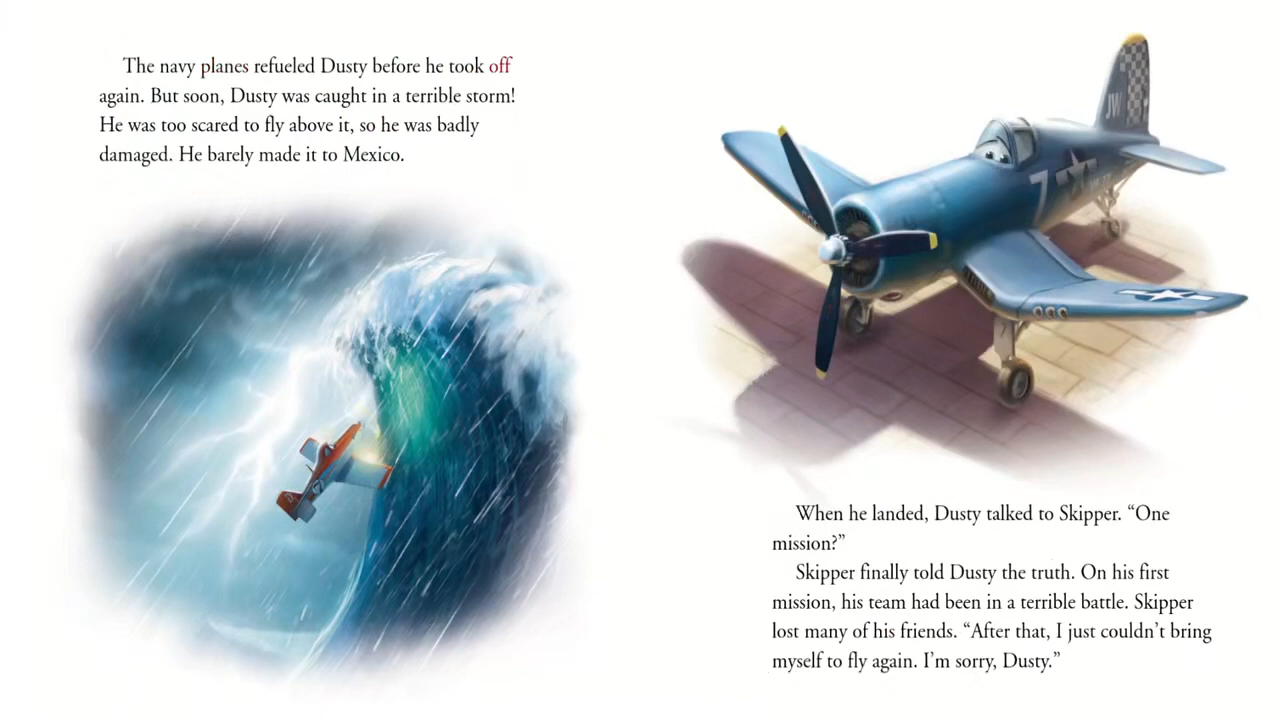 The navy planes refueled Dusty before he took off
again. But soon, Dusty was caught in a terrible storm!
He was too scared to fly above it, so he was badly
damaged. He barely made it to Mexico.
JW
7
7
When he landed, Dusty talked to Skipper. “One
mission?”
Skipper finally told Dusty the truth. On his first
mission, his team had been in a terrible battle. Skipper
lost many of his friends. “After that, I just couldn’t bring
myself to fly again. I’m sorry, Dusty.”